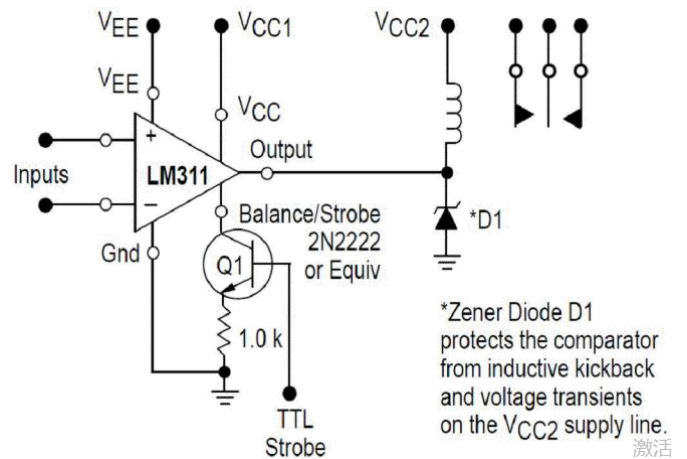 VEE
VCC1
VCC2
VEE
VCC
+
LM311
Output
Inputs
−
Balance/Strobe
2N2222
or Equiv
*D1
Gnd
Q1
1.0 k
*Zener Diode D1
protects the comparator
from inductive kickback
and voltage transients
on the VCC2 supply line.
TTL
Strobe
激活